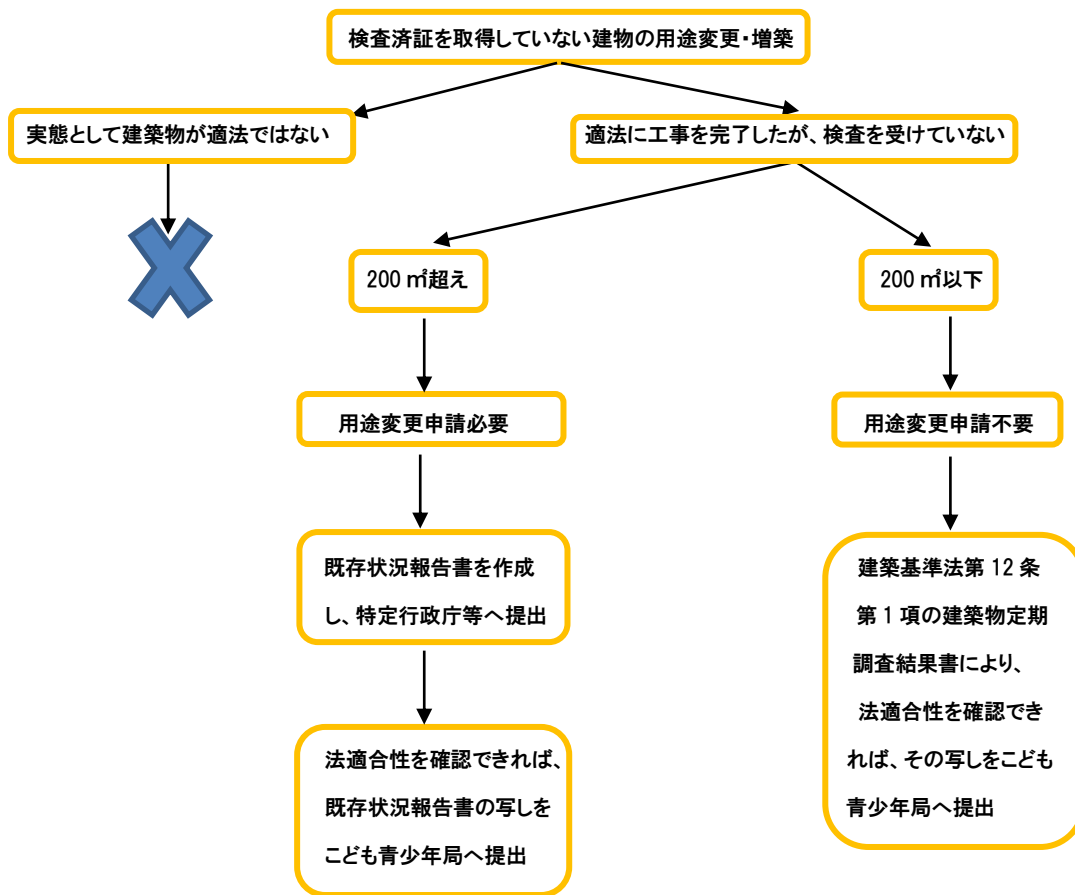 検査済証を取得していない建物の用途変更・増築
実態として建築物が適法ではない
適法に工事を完了したが、検査を受けていない
200 ㎡超え
200 ㎡以下
用途変更申請必要
用途変更申請不要
既存状況報告書を作成
し、特定行政庁等へ提出
建築基準法第 12 条
第 1 項の建築物定期
調査結果書により、
法適合性を確認でき
れば、その写しをこども
青少年局へ提出
法適合性を確認できれば、
既存状況報告書の写しを
こども青少年局へ提出